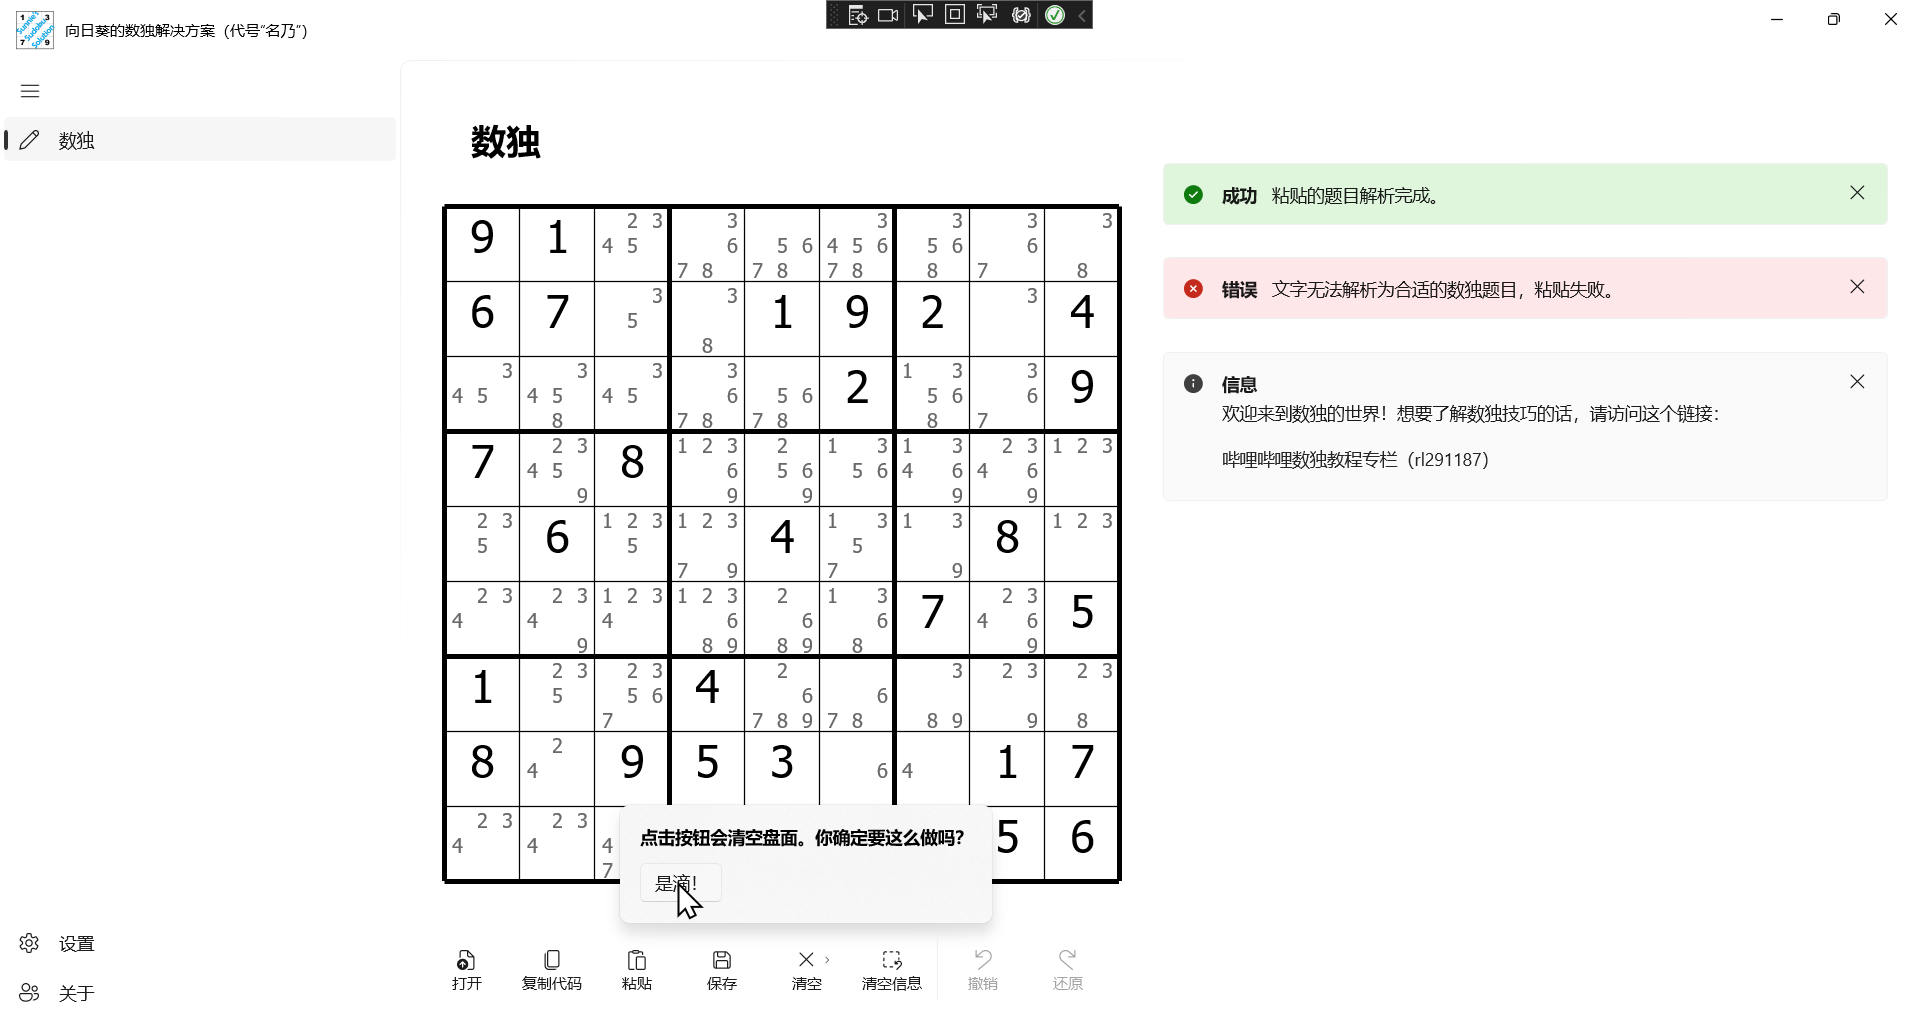 向日葵的数独解决方案（代号“名乃”）
数独
数独
9 1 2 3 4 5 3 6 7 8 5 6 7 8 3 4 5 6 7 8 3 5 6 8 3 6 7 3 8
6 7 3 5 3 8 1 9 2 3 4
3 4 5 3 4 5 8 3 4 5 3 6 7 8 5 6 7 8 2 1 3 5 6 8 3 6 7 9
7 2 3 4 5 9 8 1 2 3 6 9 2 5 6 9 1 3 5 6 1 3 4 6 9 2 3 4 6 9 1 2 3
2 3 5 6 1 2 3 5 1 2 3 7 9 4 1 3 5 7 1 3 9 8 1 2 3
2 3 4 2 3 4 9 1 2 3 4 1 2 3 6 8 9 2 6 8 9 1 3 6 8 7 2 3 4 6 9 5
1 2 3 5 2 3 5 6 7 4 2 6 7 8 9 6 7 8 3 8 9 2 3 9 2 3 8
8 2 4 9 5 3 6 4 1 7
2 3 4 2 3 4 4 7 5 6
成功 粘贴的题目解析完成。
错误 文字无法解析为合适的数独题目，粘贴失败。
信息
欢迎来到数独的世界！想要了解数独技巧的话，请访问这个链接：
哔哩哔哩数独教程专栏（rl291187）
点击按钮会清空盘面。你确定要这么做吗？
是滴！
设置
关于
打开 复制代码 粘贴 保存 清空 清空信息 撤销 还原